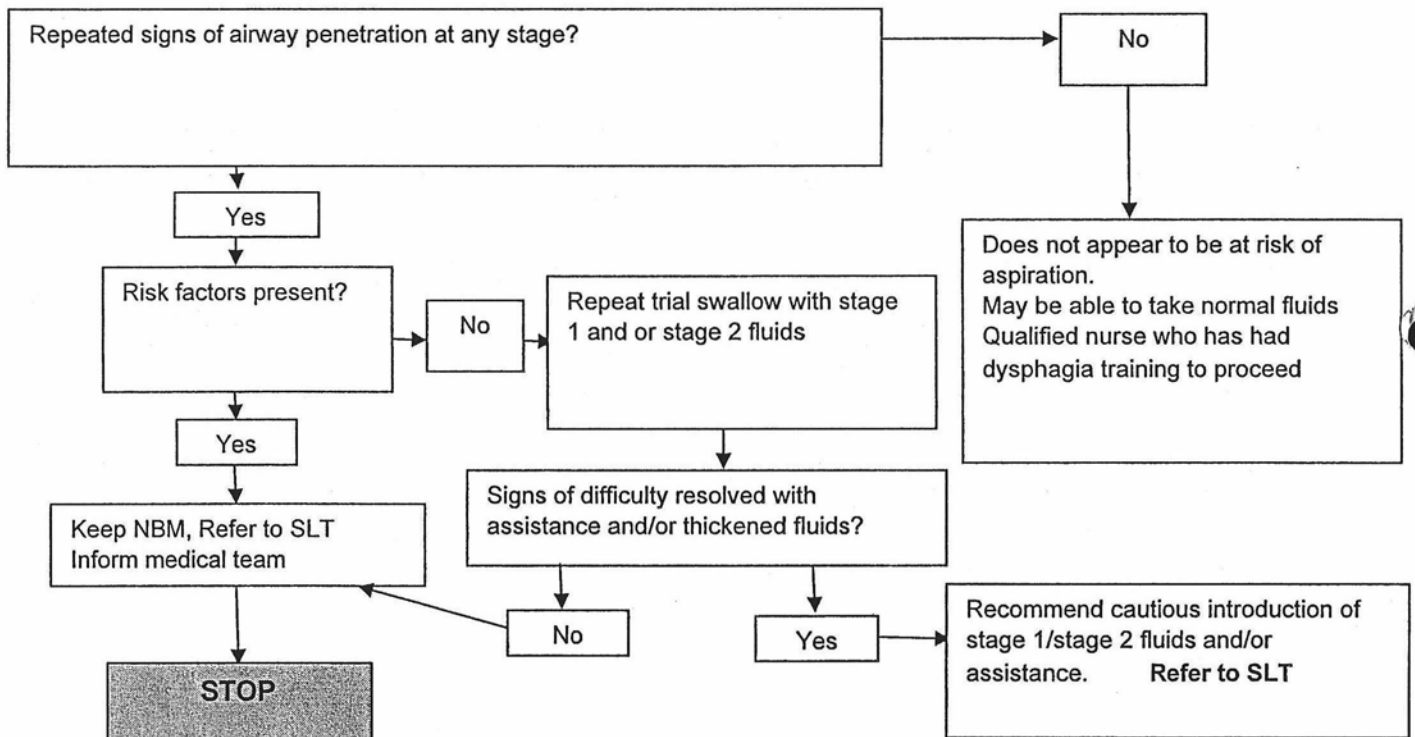 Repeated signs of airway penetration at any stage?
No
Yes
Does not appear to be at risk of
aspiration.
May be able to take normal fluids
Qualified nurse who has had
dysphagia training to proceed
Risk factors present?
No
Repeat trial swallow with stage
1 and or stage 2 fluids
Yes
Signs of difficulty resolved with
assistance and/or thickened fluids?
Keep NBM, Refer to SLT
Inform medical team
No
Yes
Recommend cautious introduction of
stage 1/stage 2 fluids and/or
assistance. Refer to SLT
STOP